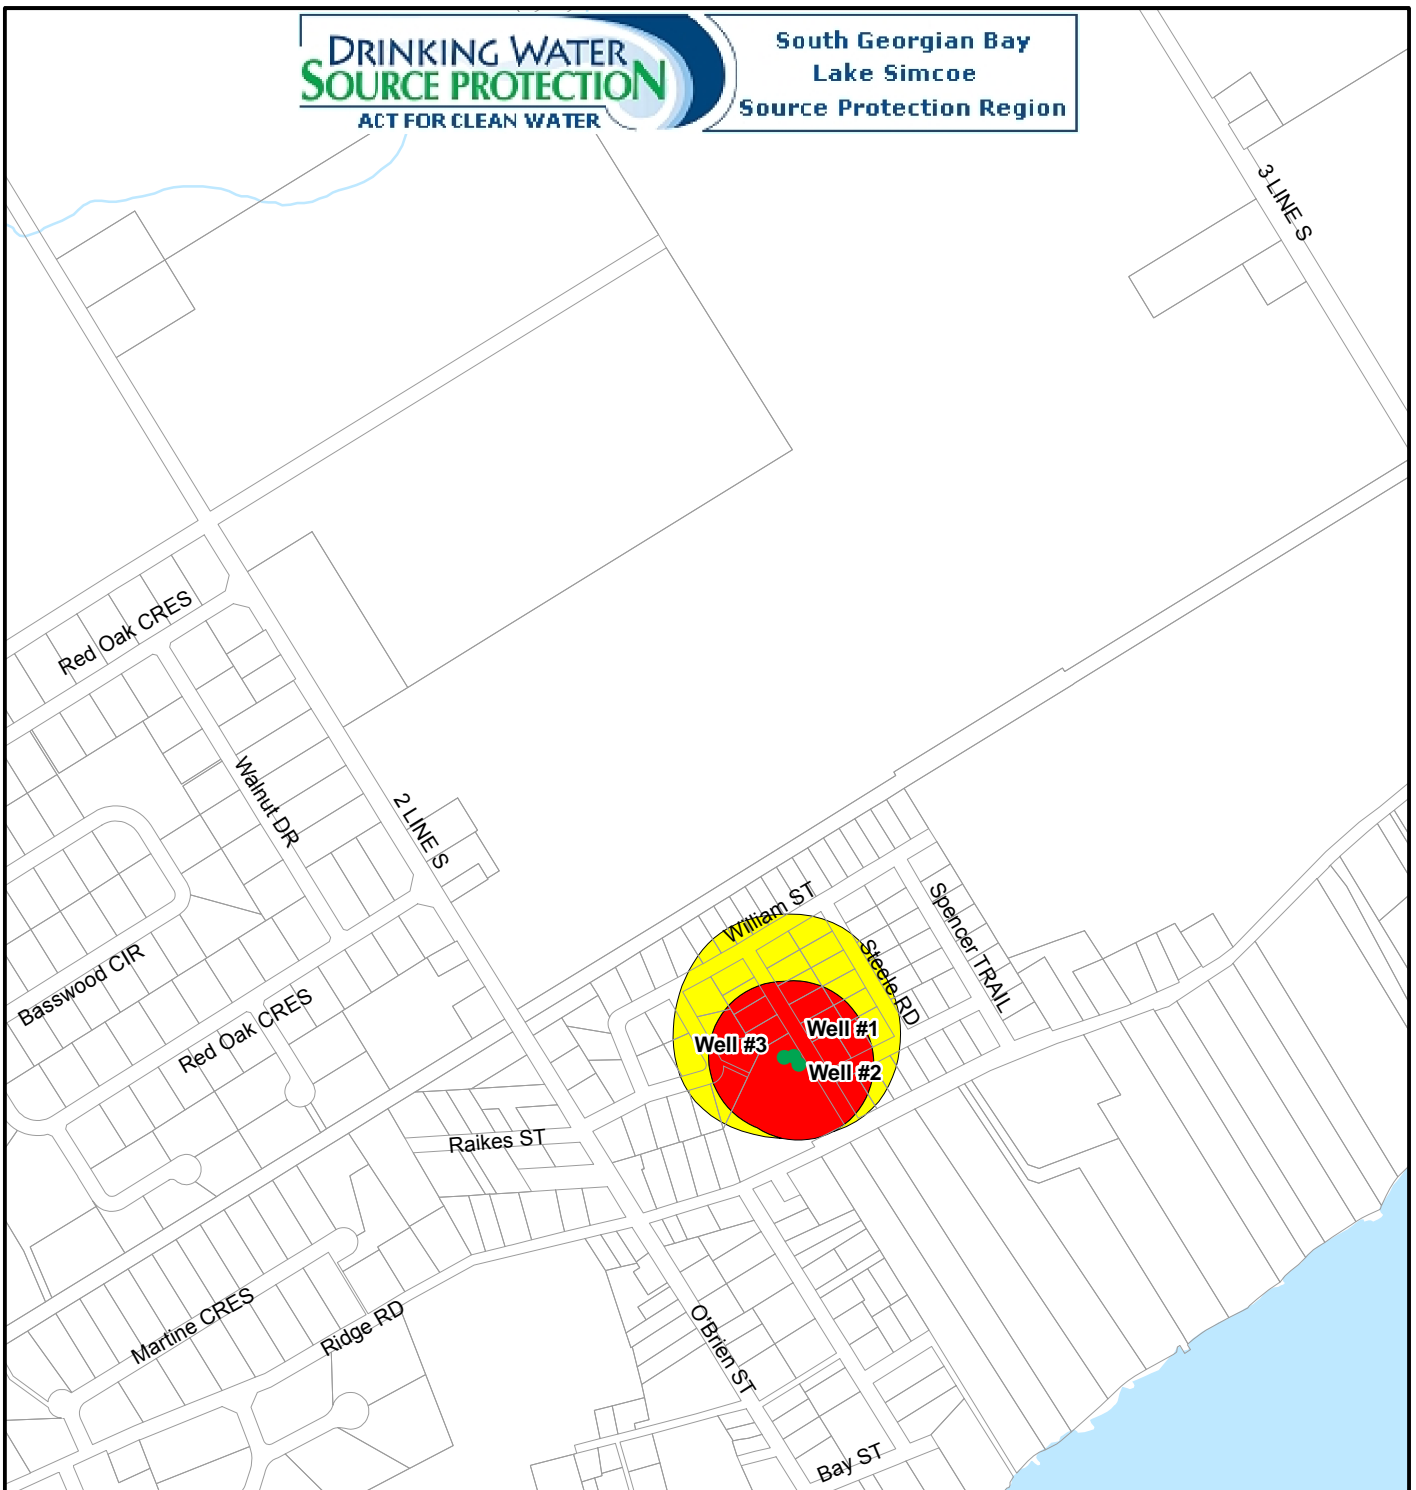 DRINKING WATER
SOURCE PROTECTION
ACT FOR CLEAN WATER
South Georgian Bay
Lake Simcoe
Source Protection Region
3 LINE S
Red Oak CRES
Walnut DR
2 LINE S
William ST
Spencer TRAIL
Steele RD
Basswood CIR
Red Oak CRES
Well #1
Well #3
Well #2
Raikes ST
Martine CRES
Ridge RD
O'Brien ST
Bay ST